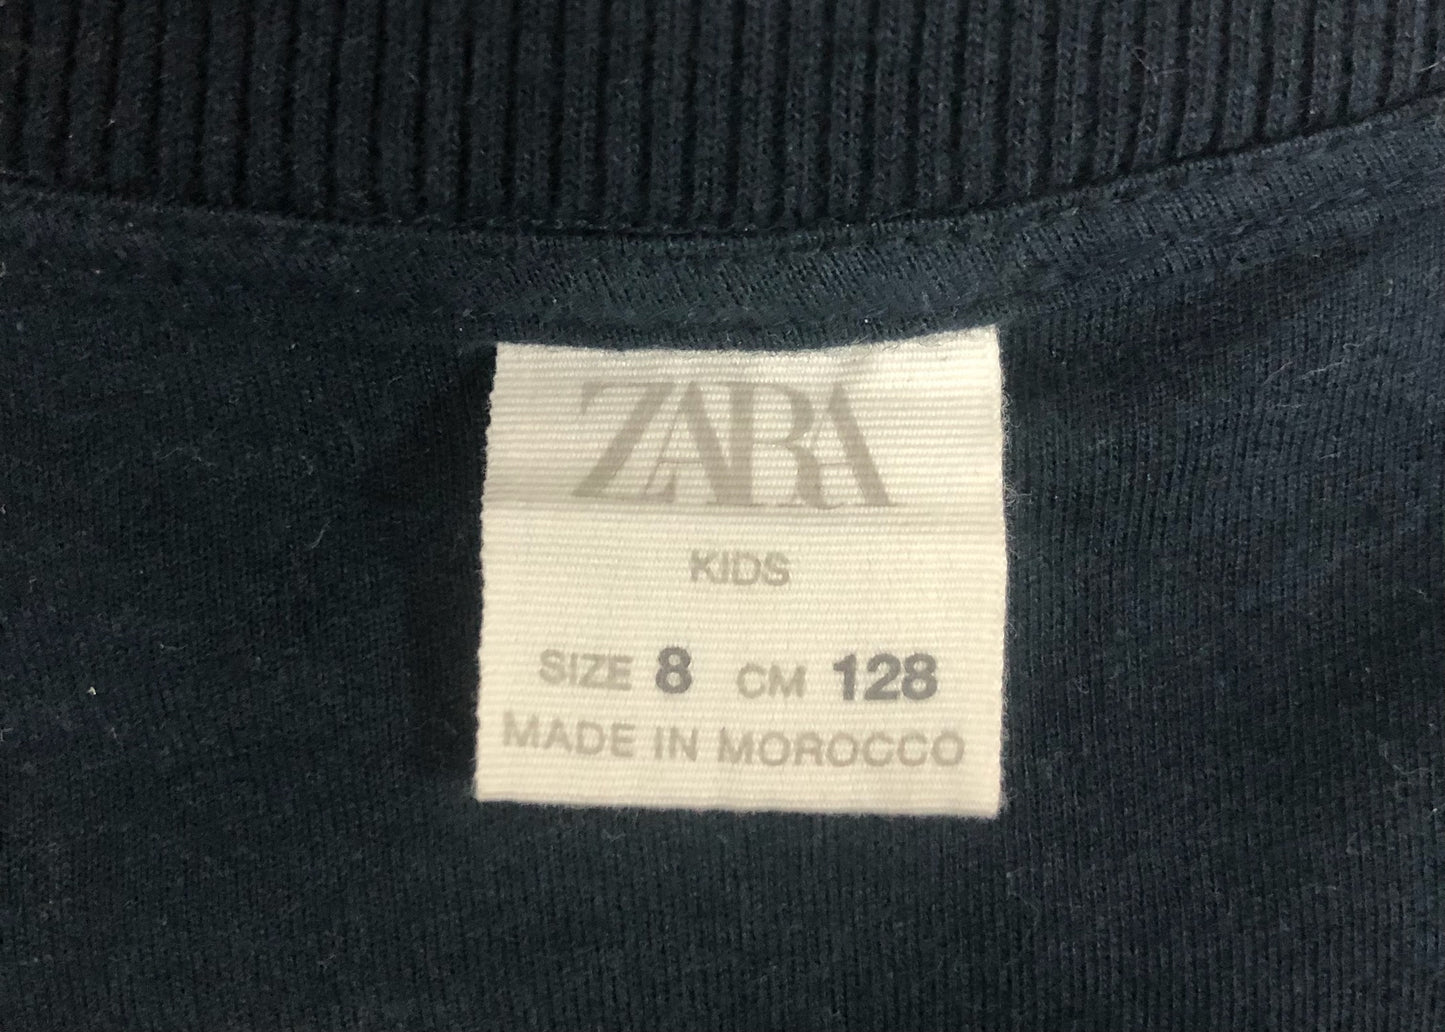 ZARA
KIDS
SIZE 8 CM 128
MADE IN MOROCCO